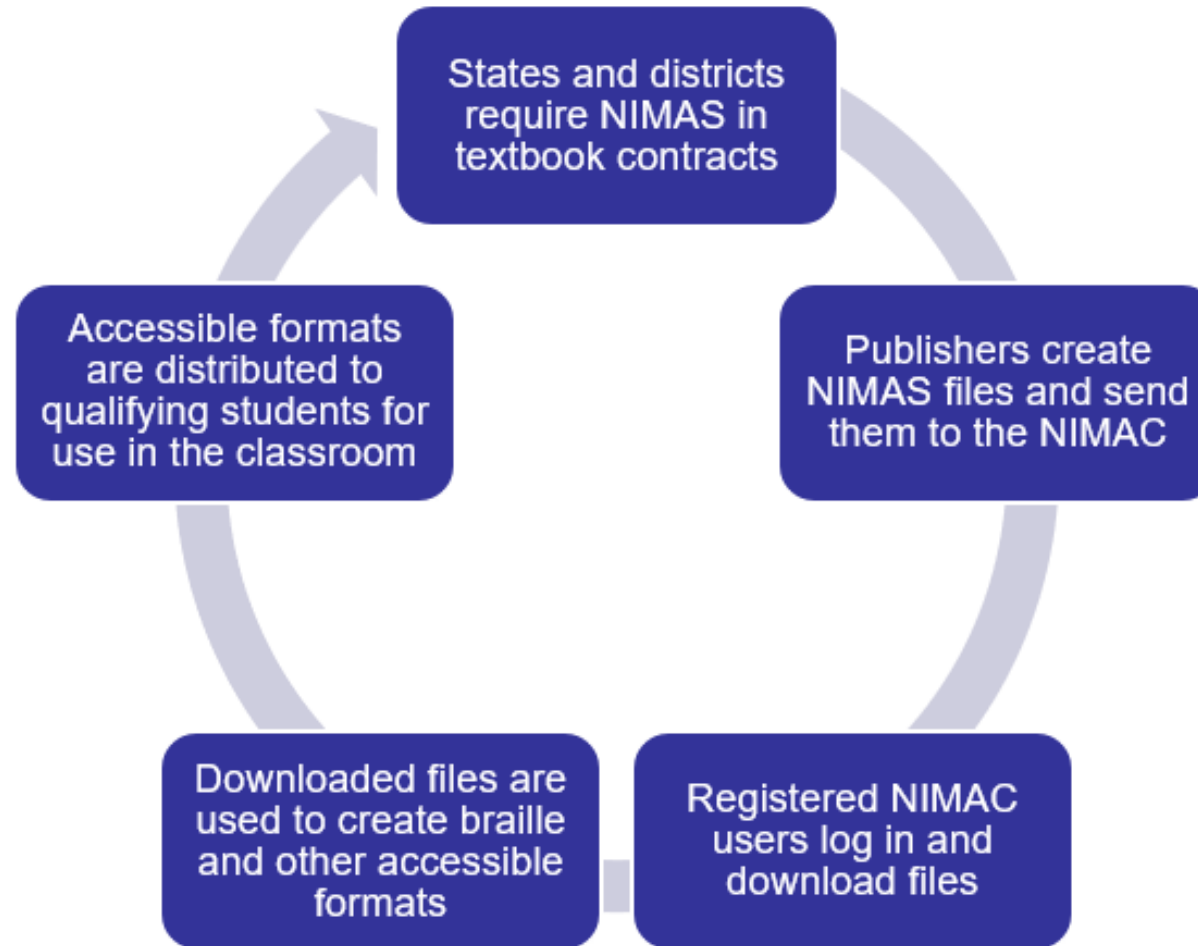 States and districts
require NIMAS in
textbook contracts
Publishers create
NIMAS files and send
them to the NIMAC
Registered NIMAC
users log in and
download files
Downloaded files are
used to create braille
and other accessible
formats
Accessible formats
are distributed to
qualifying students for
use in the classroom